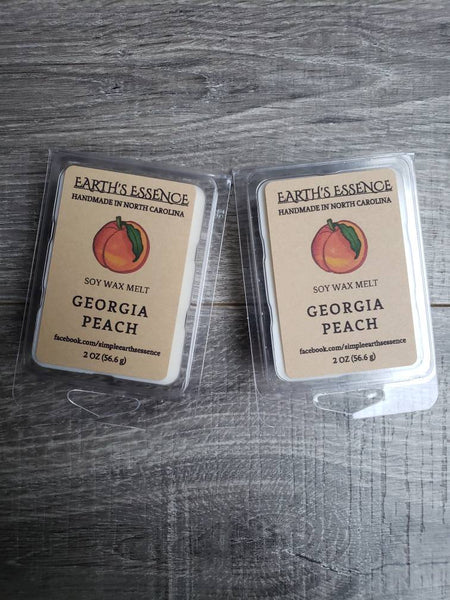 EARTH'S ESSENCE
HANDMADE IN NORTH CAROLINA
SOY WAX MELT
GEORGIA
PEACH
facebook.com/simpleearthsessence
2 OZ (56.6 g)
EARTH'S ESSENCE
HANDMADE IN NORTH CAROLINA
SOY WAX MELT
GEORGIA
PEACH
facebook.com/simpleearthsessence
2 OZ (56.6 g)